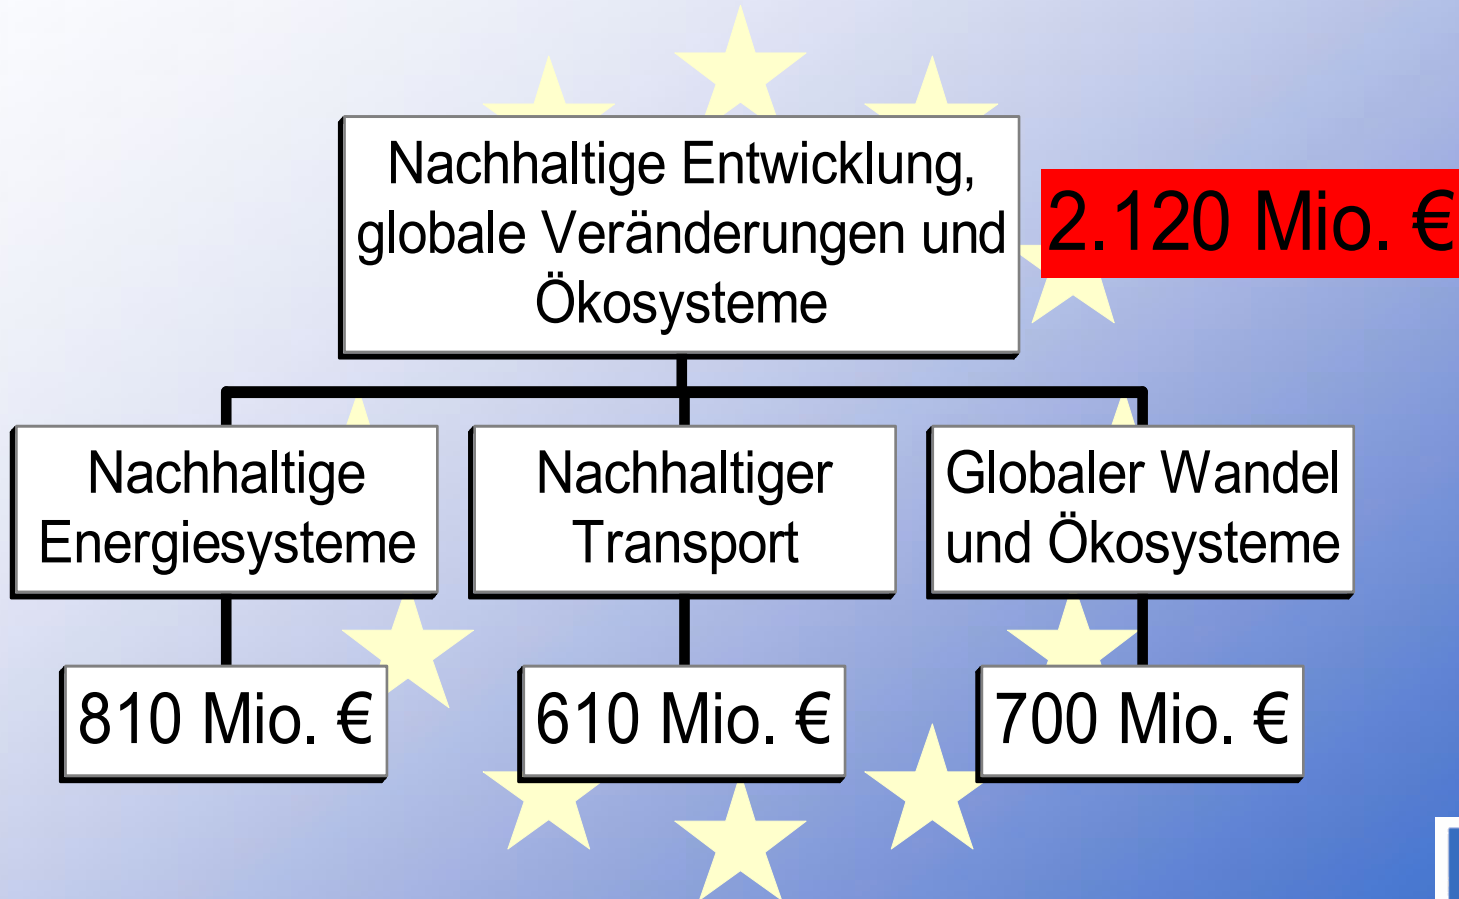 Nachhaltige Entwicklung,
globale Veränderungen und
Ökosysteme
2.120 Mio. €
Nachhaltige
Energiesysteme
Nachhaltiger
Transport
Globaler Wandel
und Ökosysteme
810 Mio. €
610 Mio. €
700 Mio. €